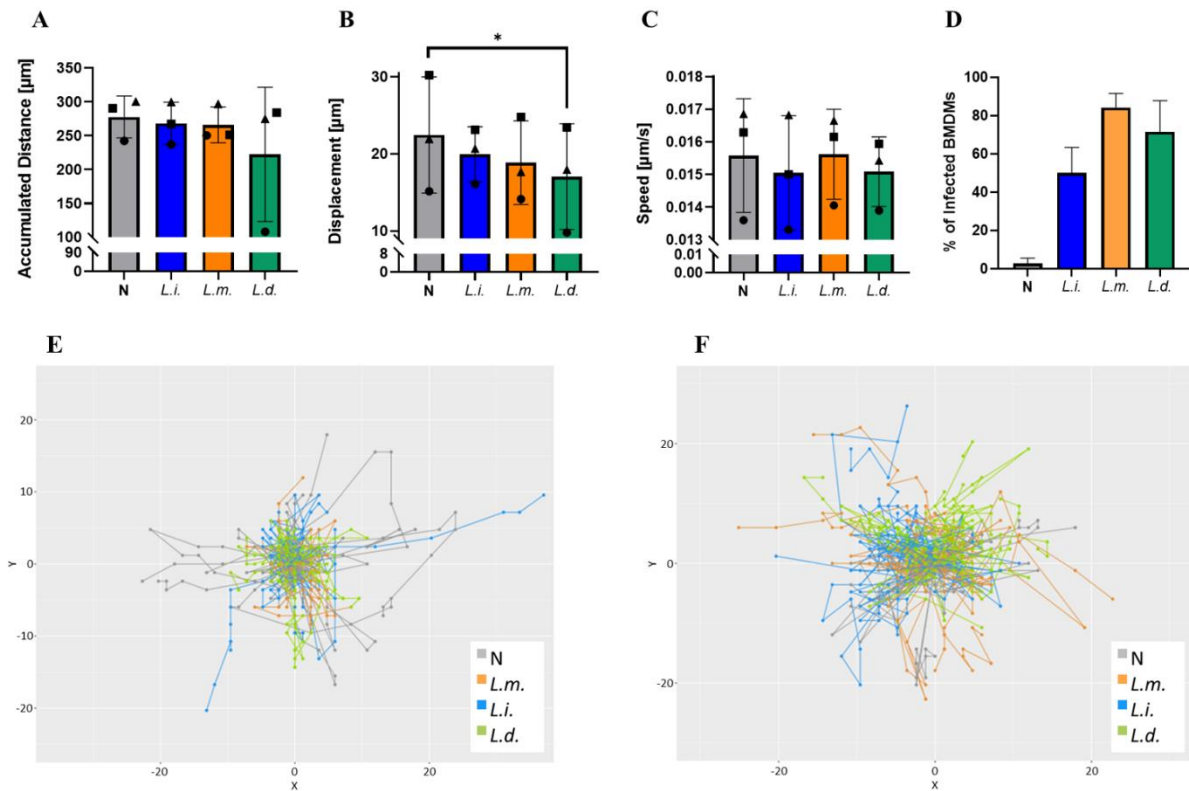 A
Accumulated Distance [µm]
350
300
250
200
150
100
90
0
N
L.i.
L.m.
L.d.
B
*
Displacement [µm]
30
20
10
8
0
N
L.i.
L.m.
L.d.
C
Speed [µm/s]
0.018
0.017
0.016
0.015
0.014
0.013
0.01
0.00
N
L.i.
L.m.
L.d.
D
% of Infected BMDMs
100
80
60
40
20
0
N
L.i.
L.m.
L.d.
E
Y
20
10
0
-10
-20
-20
0
20
X
N
L.m.
L.i.
L.d.
F
Y
20
0
-20
-20
0
20
X
N
L.m.
L.i.
L.d.